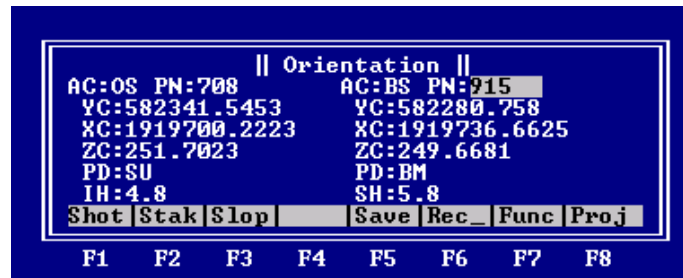 || Orientation ||
AC:OS PN:708 AC:BS PN:915
YC:582341.5453 YC:582280.758
XC:1919700.2223 XC:1919736.6625
ZC:251.7023 ZC:249.6681
PD:SU PD:BM
IH:4.8 SH:5.8
Shot|Stak|Slop| |Save|Rec_|Func|Proj
F1 F2 F3 F4 F5 F6 F7 F8